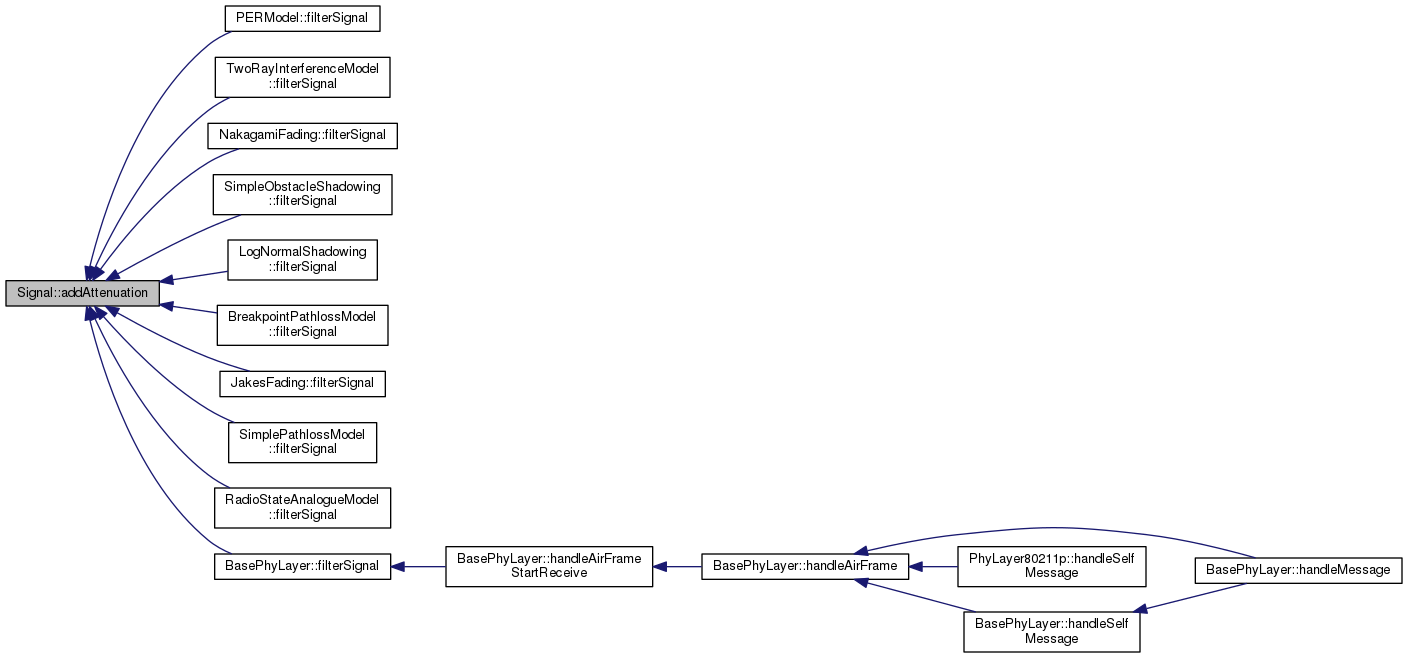 PERModel::filterSignal
TwoRayInterferenceModel
::filterSignal
NakagamiFading::filterSignal
SimpleObstacleShadowing
::filterSignal
LogNormalShadowing
::filterSignal
Signal::addAttenuation
BreakpointPathlossModel
::filterSignal
JakesFading::filterSignal
SimplePathlossModel
::filterSignal
RadioStateAnalogueModel
::filterSignal
BasePhyLayer::filterSignal
BasePhyLayer::handleAirFrame
StartReceive
BasePhyLayer::handleAirFrame
PhyLayer80211p::handleSelf
Message
BasePhyLayer::handleSelf
Message
BasePhyLayer::handleMessage